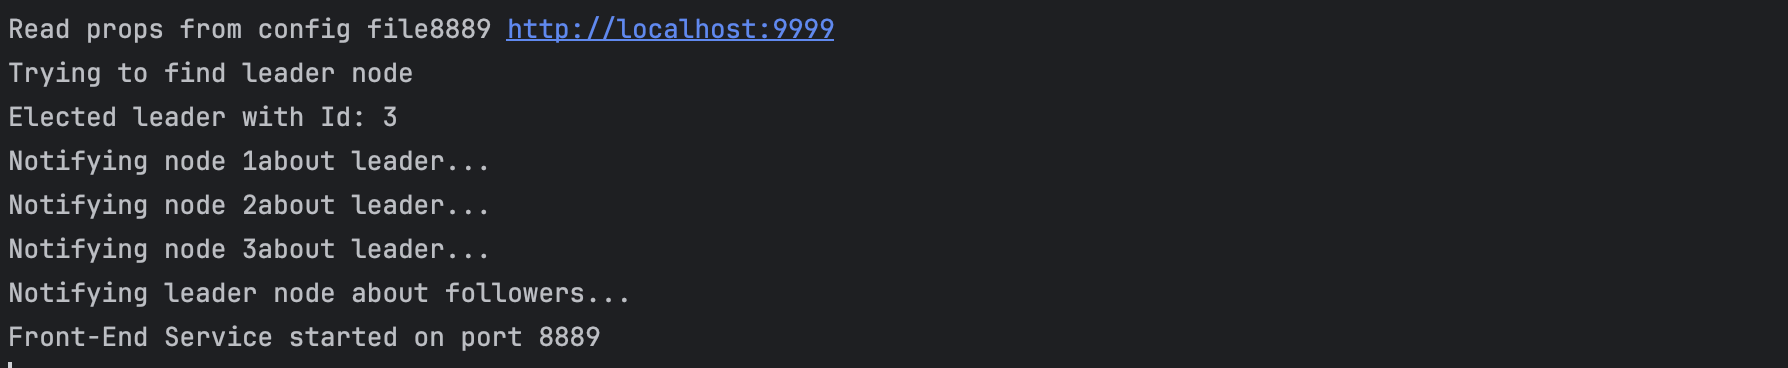 Read props from config file8889 http://localhost:9999
Trying to find leader node
Elected leader with Id: 3
Notifying node 1about leader...
Notifying node 2about leader...
Notifying node 3about leader...
Notifying leader node about followers...
Front-End Service started on port 8889